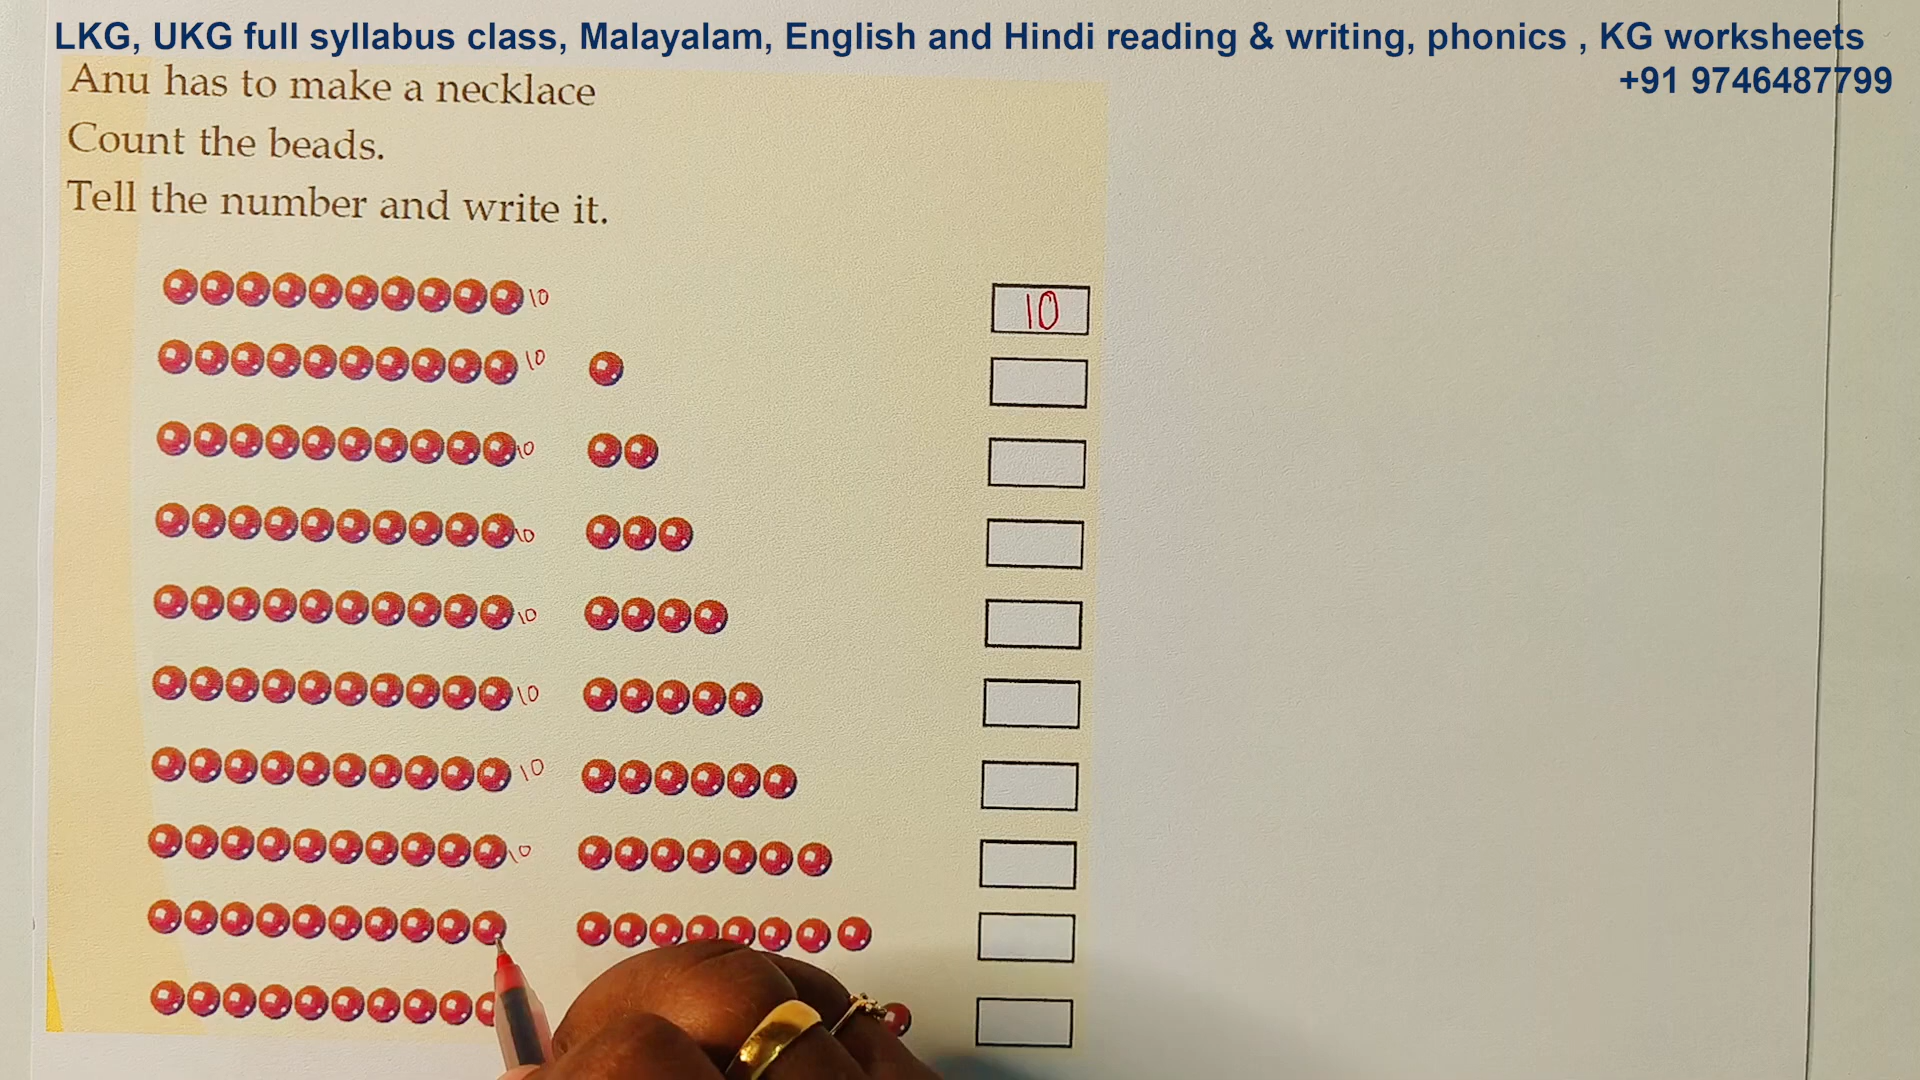 LKG, UKG full syllabus class, Malayalam, English and Hindi reading & writing, phonics , KG worksheets
+91 9746487799
Anu has to make a necklace
Count the beads.
Tell the number and write it.
10 10
10
10
10
10
10
10
10